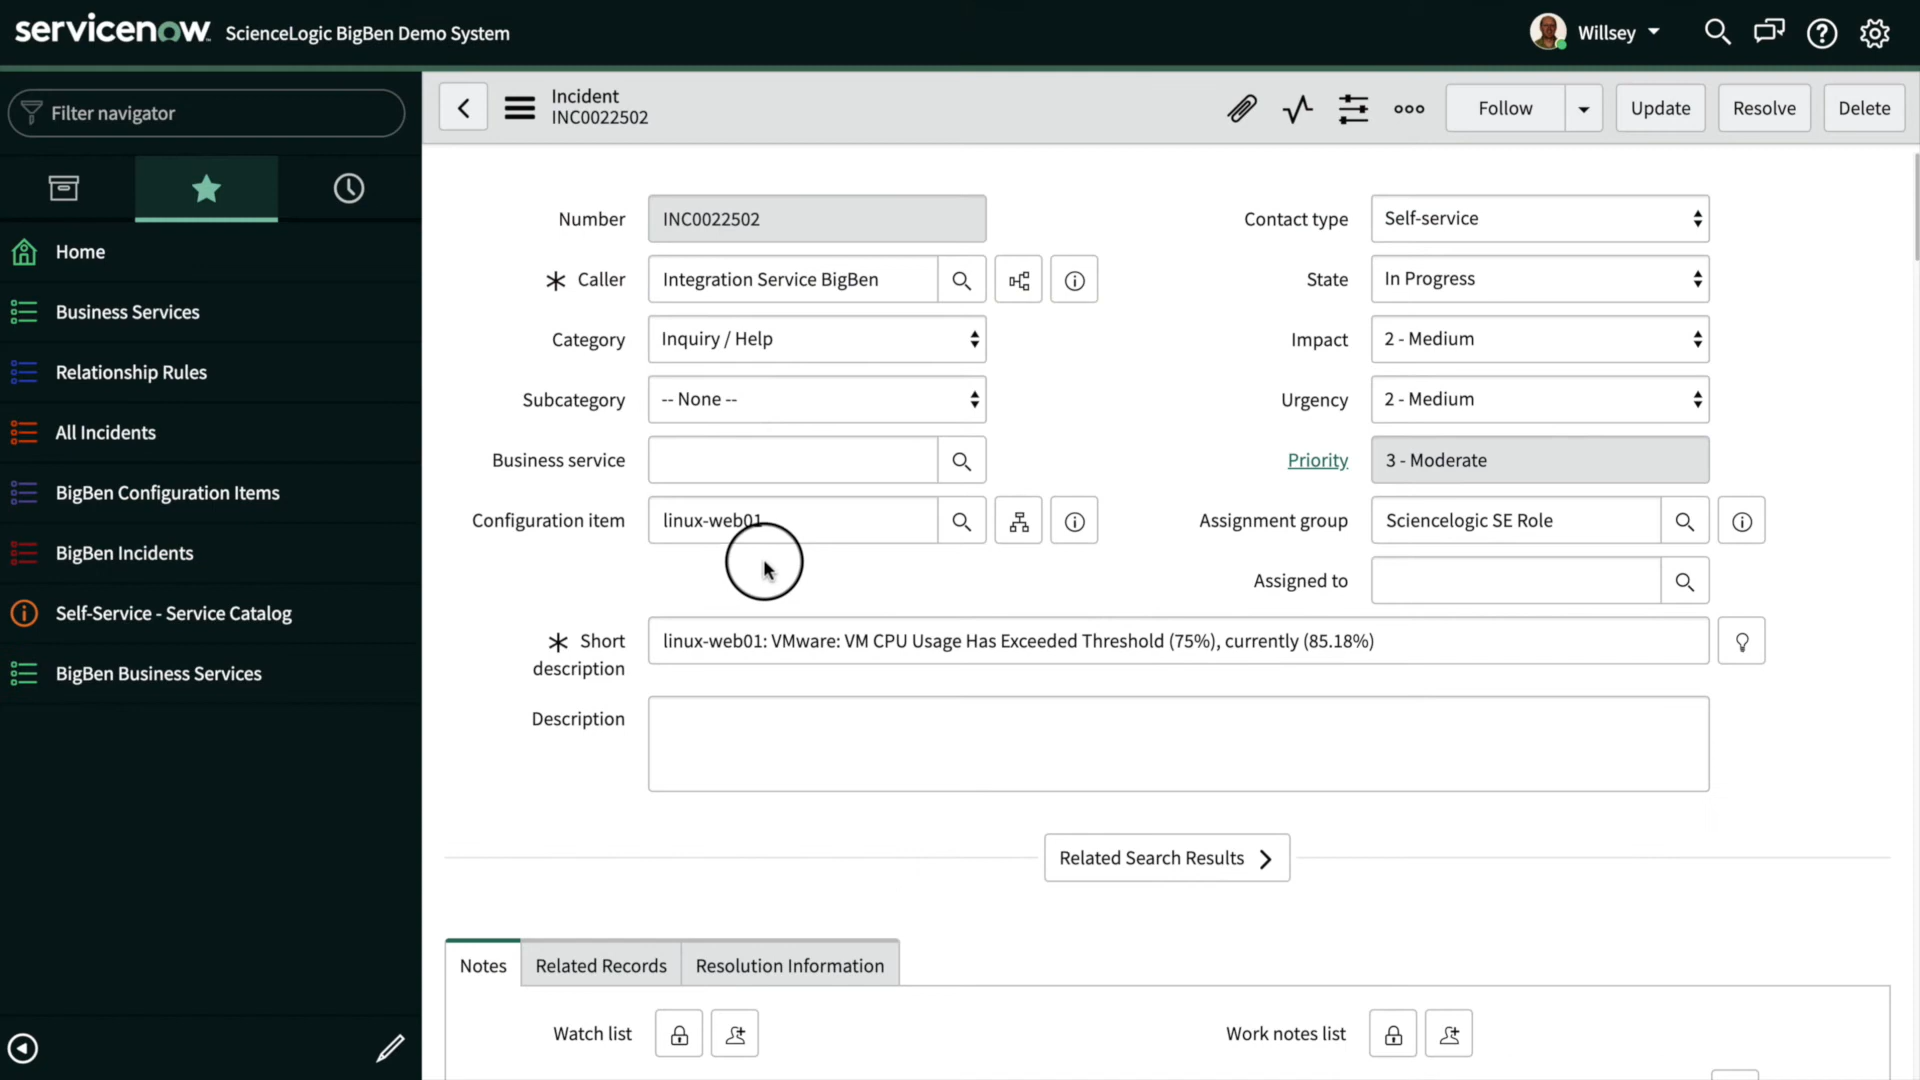 servicenow ScienceLogic BigBen Demo System
Willsey
Filter navigator
Home
Business Services
Relationship Rules
All Incidents
BigBen Configuration Items
BigBen Incidents
Self-Service - Service Catalog
BigBen Business Services
Incident
INC0022502
Follow
Update
Resolve
Delete
Number INC0022502
Caller Integration Service BigBen
Category Inquiry / Help
Subcategory -- None --
Business service
Configuration item linux-web01
Contact type Self-service
State In Progress
Impact 2 - Medium
Urgency 2 - Medium
Priority 3 - Moderate
Assignment group Sciencelogic SE Role
Assigned to
Short
description
linux-web01: VMware: VM CPU Usage Has Exceeded Threshold (75%), currently (85.18%)
Description
Related Search Results
Notes
Related Records
Resolution Information
Watch list
Work notes list